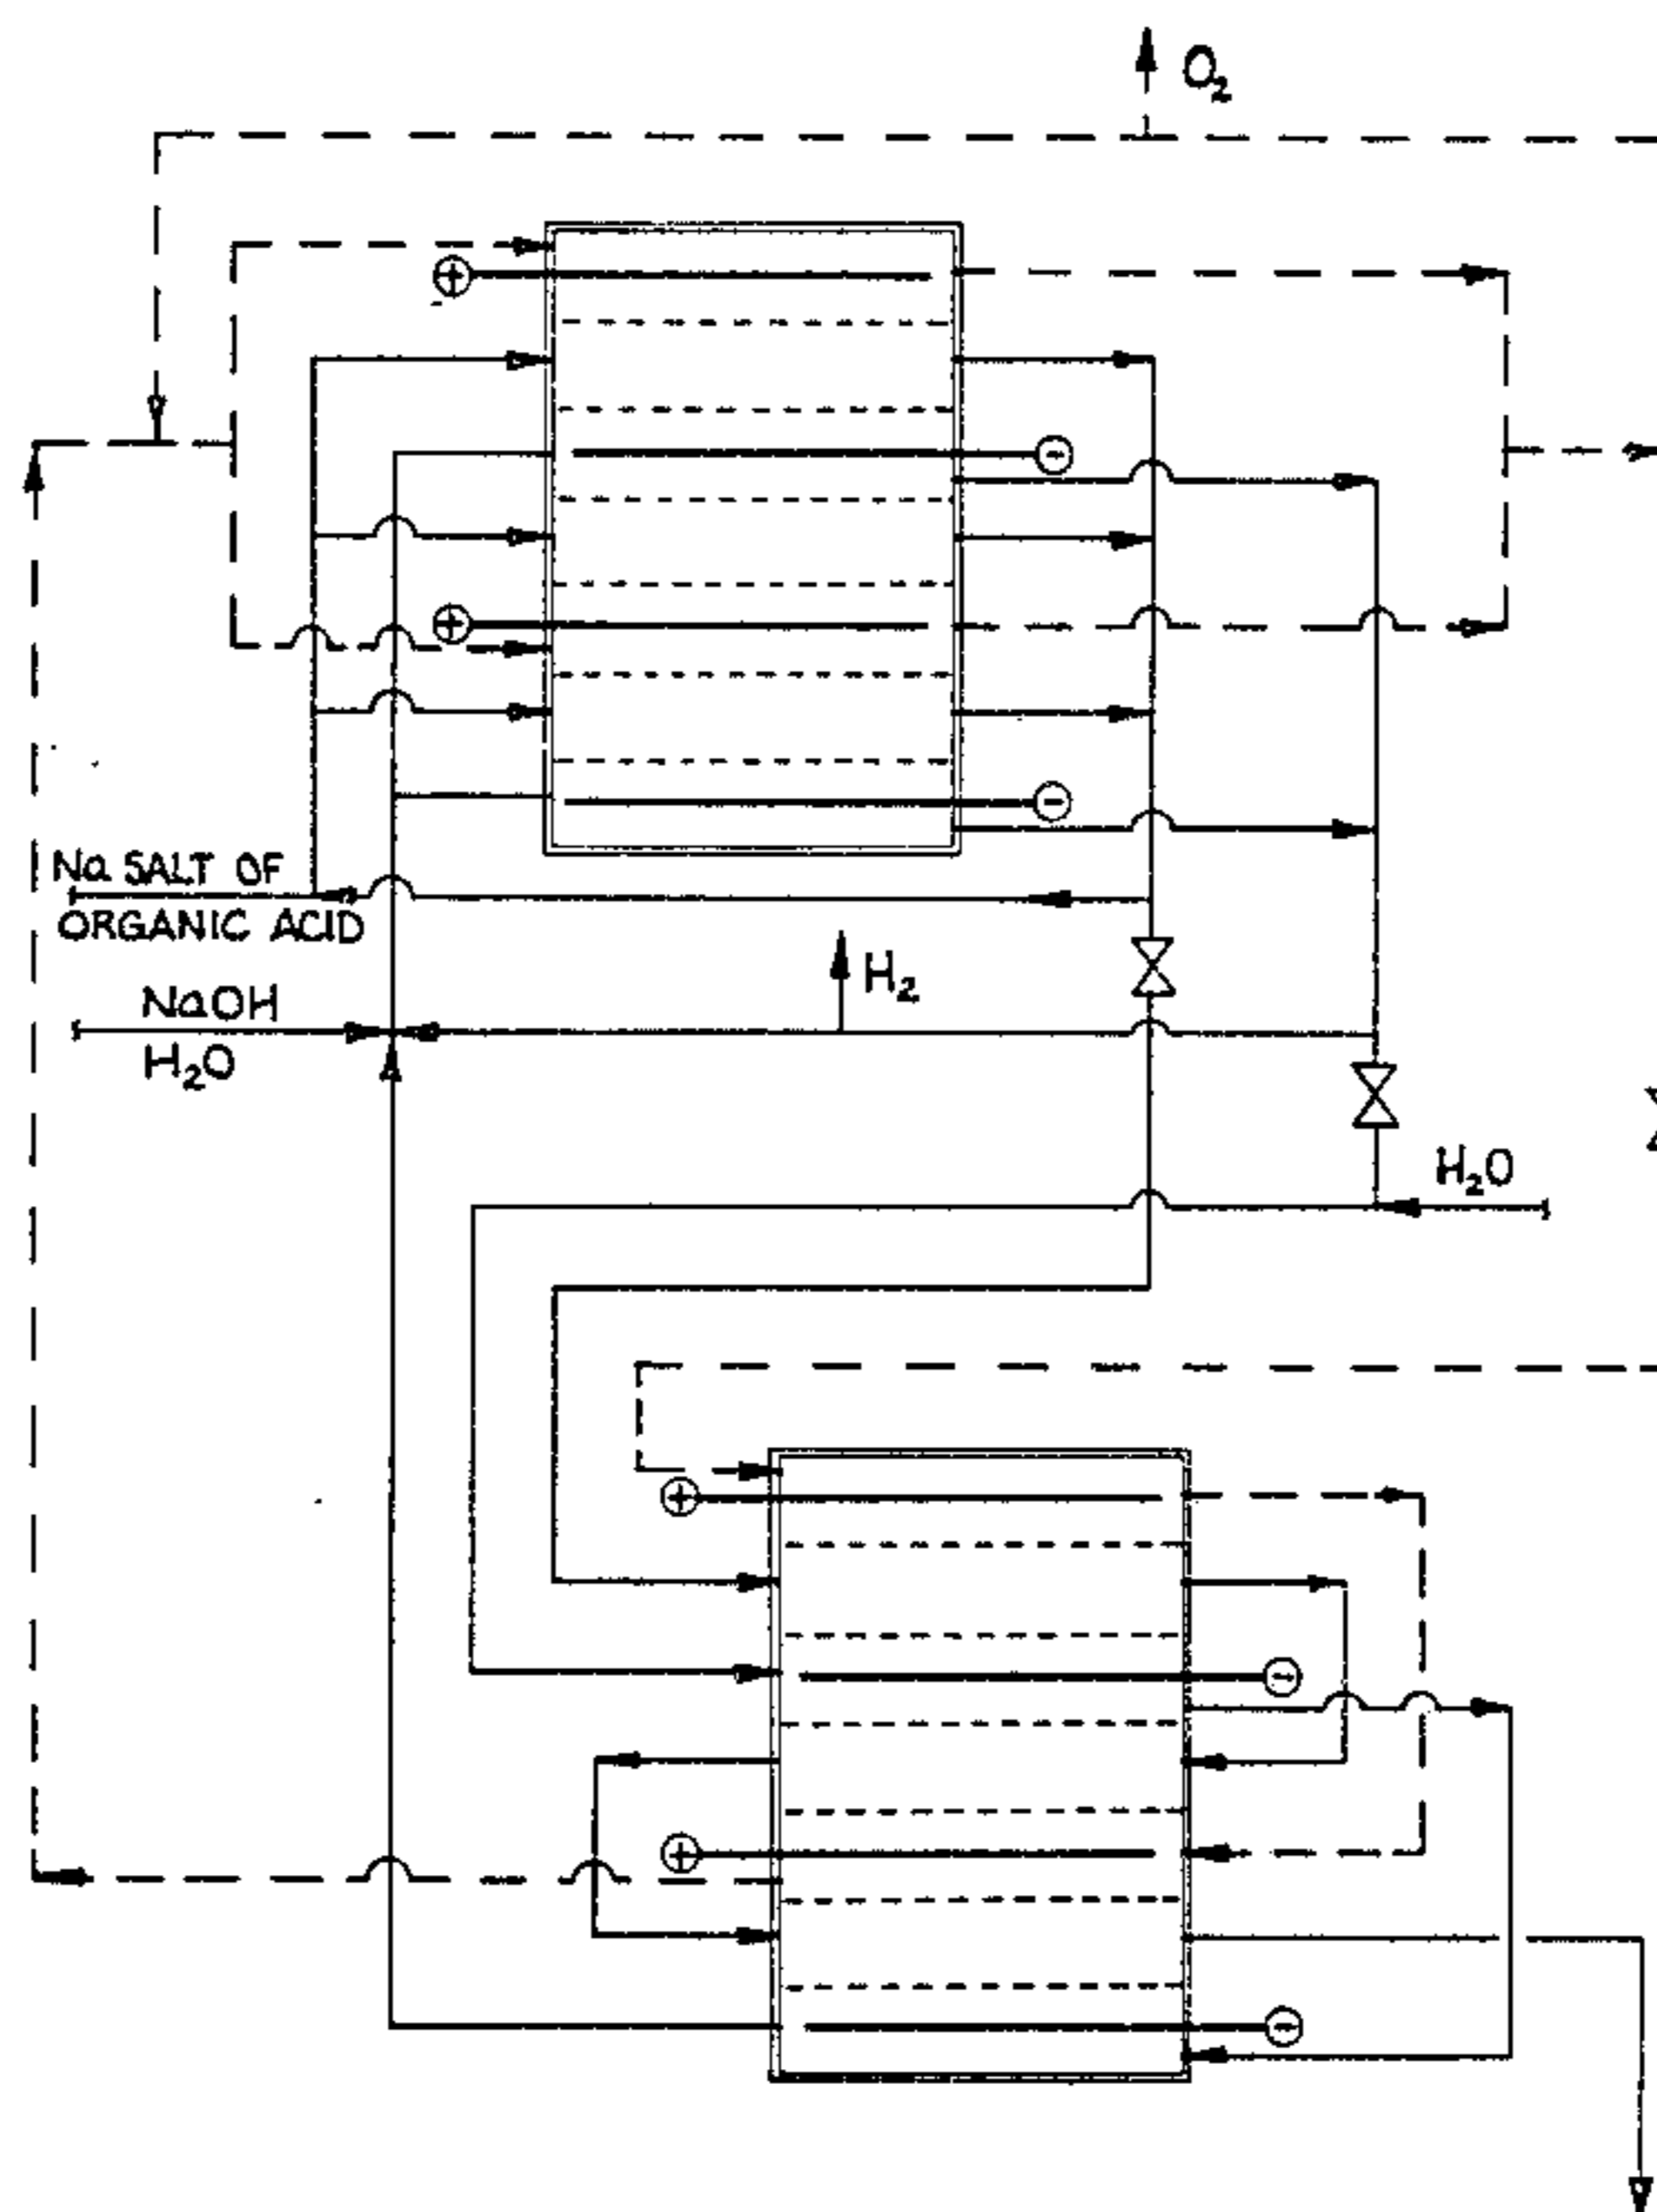 O₂
+
-
+
-
Na SALT OF
ORGANIC ACID
H₂
NaOH
H₂O
H₂O
+
-
+
-